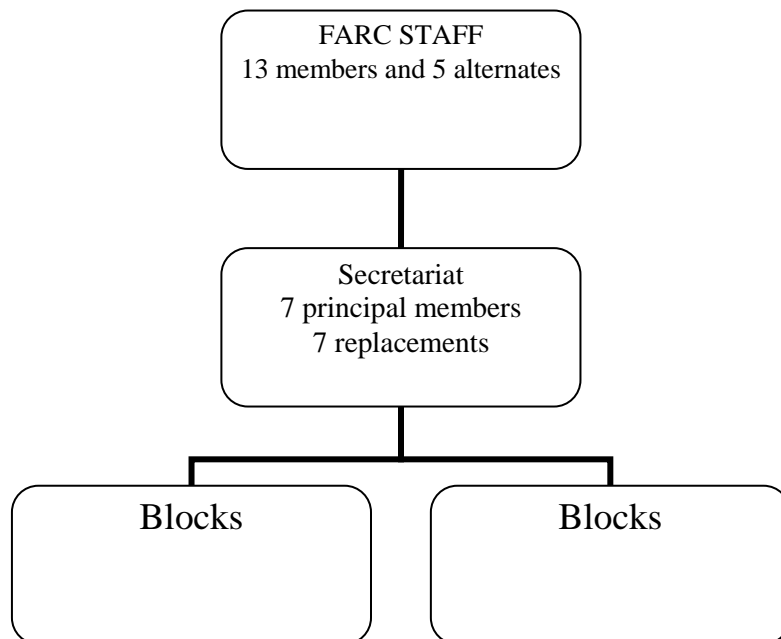 FARC STAFF
13 members and 5 alternates
Secretariat
7 principal members
7 replacements
Blocks
Blocks